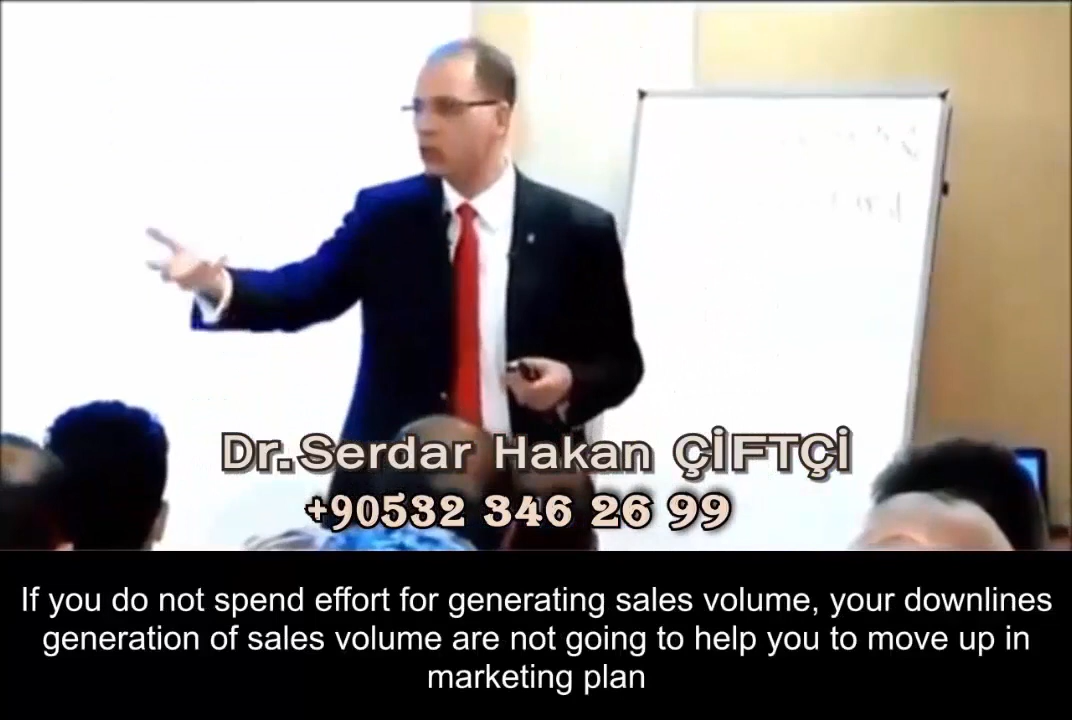 Dr.Serdar Hakan ÇİFTÇİ
+90532 346 26 99
If you do not spend effort for generating sales volume, your downlines
generation of sales volume are not going to help you to move up in
marketing plan